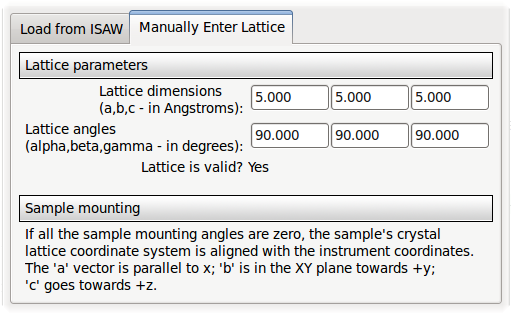 Load from ISAW
Manually Enter Lattice
Lattice parameters
Lattice dimensions
(a,b,c - in Angstroms):
5.000 5.000 5.000
Lattice angles
(alpha,beta,gamma - in degrees):
90.000 90.000 90.000
Lattice is valid? Yes
Sample mounting
If all the sample mounting angles are zero, the sample's crystal
lattice coordinate system is aligned with the instrument coordinates.
The 'a' vector is parallel to x; 'b' is in the XY plane towards +y;
'c' goes towards +z.